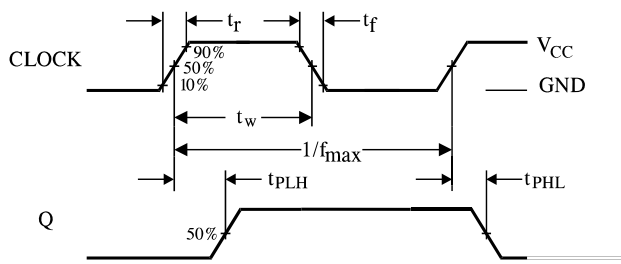 tr
tf
CLOCK
90%
50%
10%
VCC
GND
tw
1/fmax
tPLH
tPHL
Q
50%